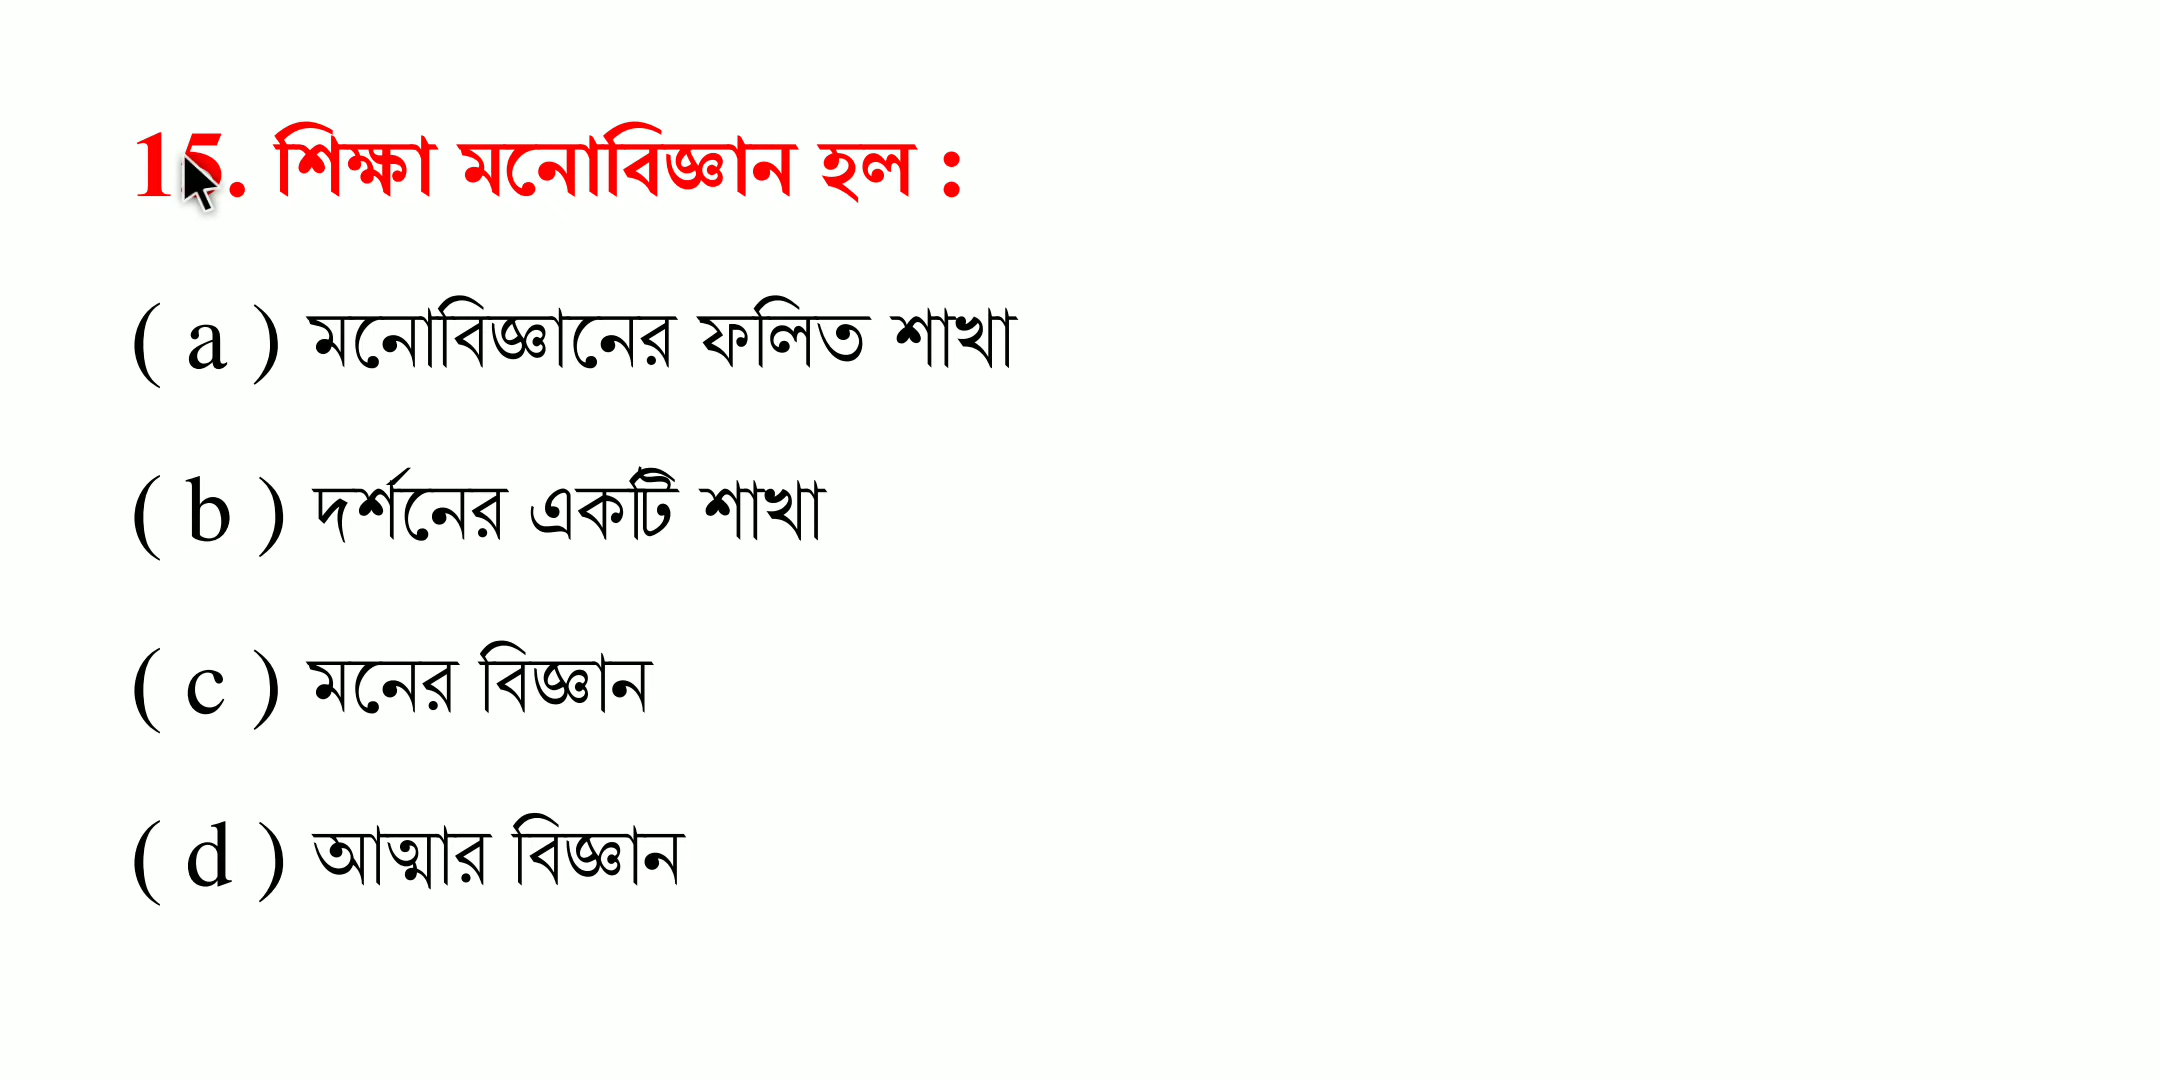 15. শিক্ষা মনোবিজ্ঞান হল :
( a ) মনোবিজ্ঞানের ফলিত শাখা
( b ) দর্শনের একটি শাখা
( c ) মনের বিজ্ঞান
( d ) আত্মার বিজ্ঞান